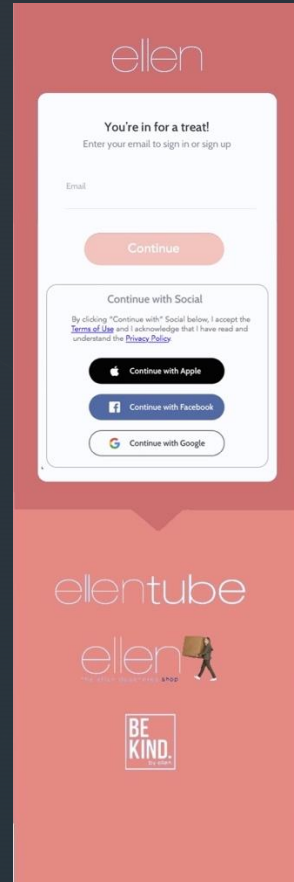 ellen
You're in for a treat!
Enter your email to sign in or sign up
Email
Continue
Continue with Social
By clicking "Continue with" Social below, I accept the
Terms of Use and I acknowledge that I have read and
understand the Privacy Policy.
Continue with Apple
Continue with Facebook
Continue with Google
ellentube
ellen
the ellen degeneres shop
BE
KIND.
by ellen